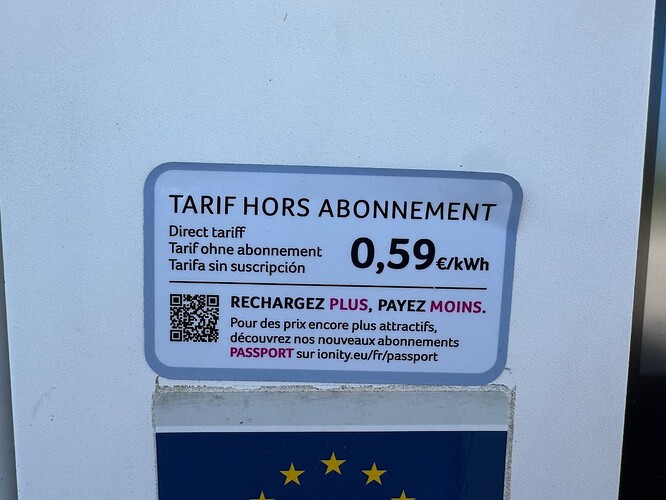 TARIF HORS ABONNEMENT
Direct tariff
Tarif ohne abonnement
Tarifa sin suscripción
0,59€/kWh
RECHARGEZ PLUS, PAYEZ MOINS.
Pour des prix encore plus attractifs,
découvrez nos nouveaux abonnements
PASSPORT sur ionity.eu/fr/passport